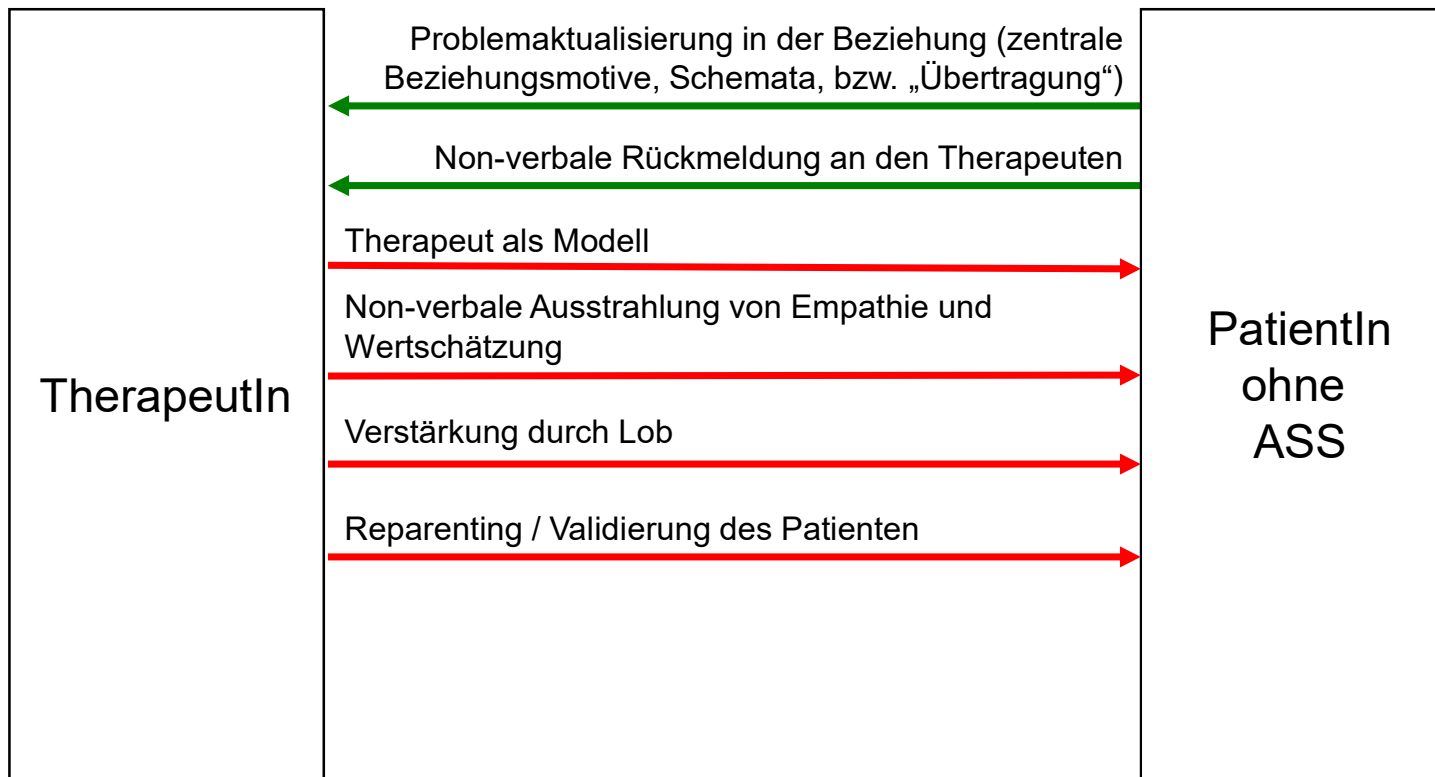 Problemaktualisierung in der Beziehung (zentrale
Beziehungsmotive, Schemata, bzw. „Übertragung“)
Non-verbale Rückmeldung an den Therapeuten
Therapeut als Modell
Non-verbale Ausstrahlung von Empathie und
Wertschätzung
Verstärkung durch Lob
Reparenting / Validierung des Patienten
TherapeutIn
PatientIn
ohne
ASS